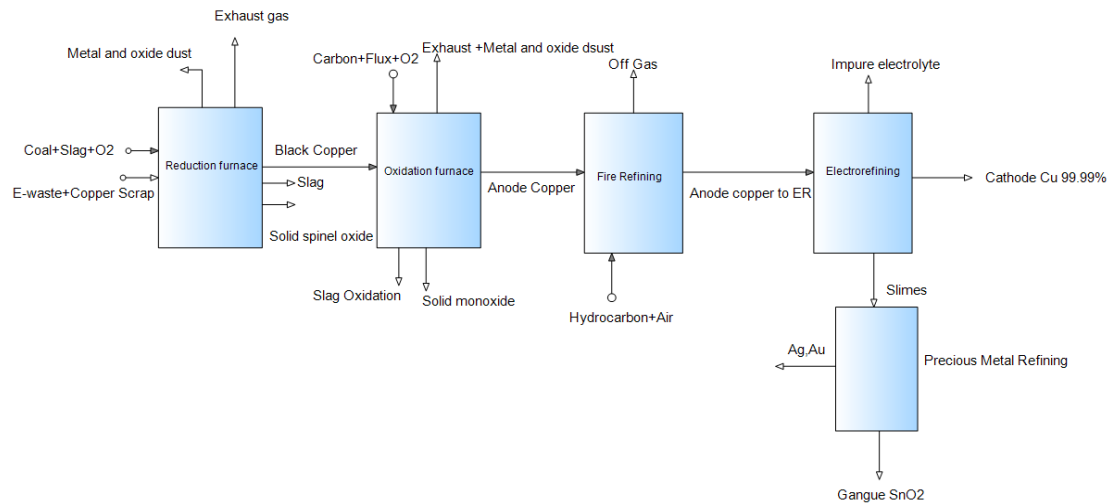 Exhaust gas
Metal and oxide dust
Carbon+Flux+O2
Exhaust +Metal and oxide dsust
Off Gas
Impure electrolyte
Coal+Slag+O2
E-waste+Copper Scrap
Reduction furnace
Black Copper
Slag
Solid spinel oxide
Oxidation furnace
Anode Copper
Slag Oxidation
Solid monoxide
Fire Refining
Anode copper to ER
Hydrocarbon+Air
Electrorefining
Cathode Cu 99.99%
Slimes
Ag,Au
Precious Metal Refining
Gangue SnO2